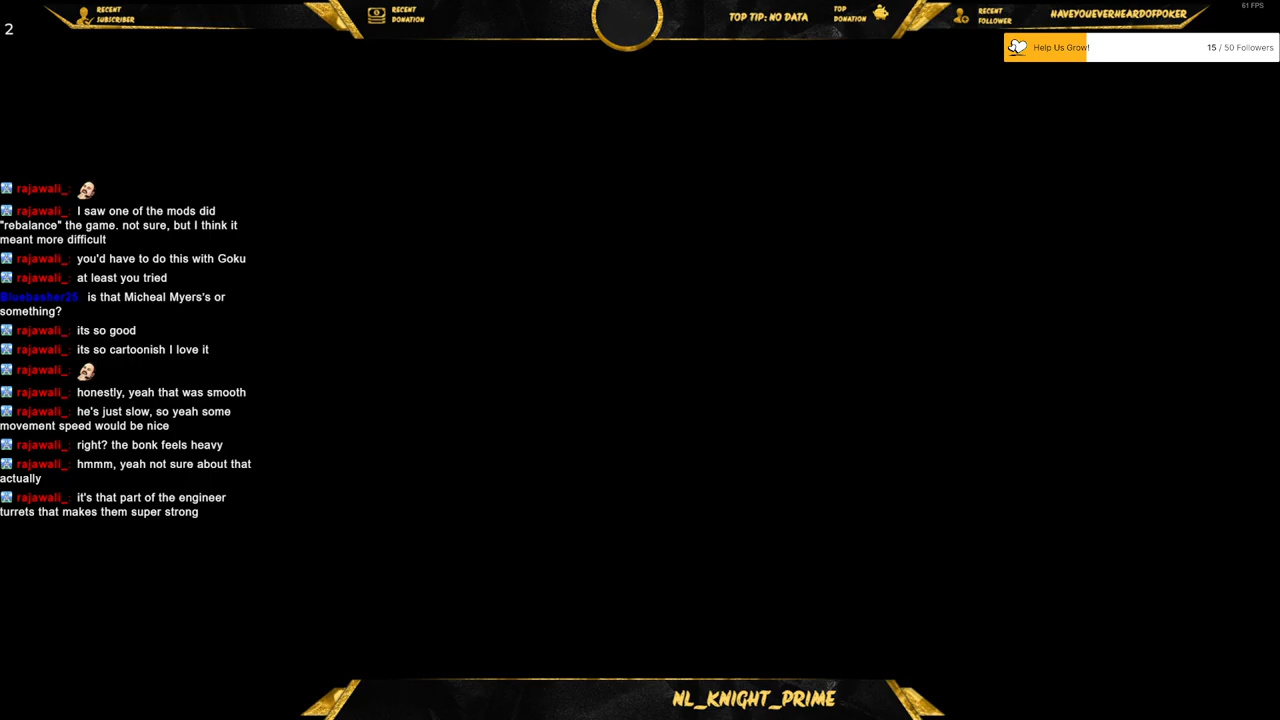 RECENT
SUBSCRIBER
RECENT
DONATION
TOP TIP: NO DATA
TOP
DONATION
RECENT
FOLLOWER
HAVEYOUEVERHEARDOFPOKER
61 FPS
2
Help Us Grow!
15 / 50 Followers
rajawali_:
rajawali_: I saw one of the mods did
"rebalance" the game. not sure, but I think it
meant more difficult
rajawali_: you'd have to do this with Goku
rajawali_: at least you tried
Bluebasher25 is that Micheal Myers's or
something?
rajawali_: its so good
rajawali_: its so cartoonish I love it
rajawali_:
rajawali_: honestly, yeah that was smooth
rajawali_: he's just slow, so yeah some
movement speed would be nice
rajawali_: right? the bonk feels heavy
rajawali_: hmmm, yeah not sure about that
actually
rajawali_: it's that part of the engineer
turrets that makes them super strong
NL_KNIGHT_PRIME